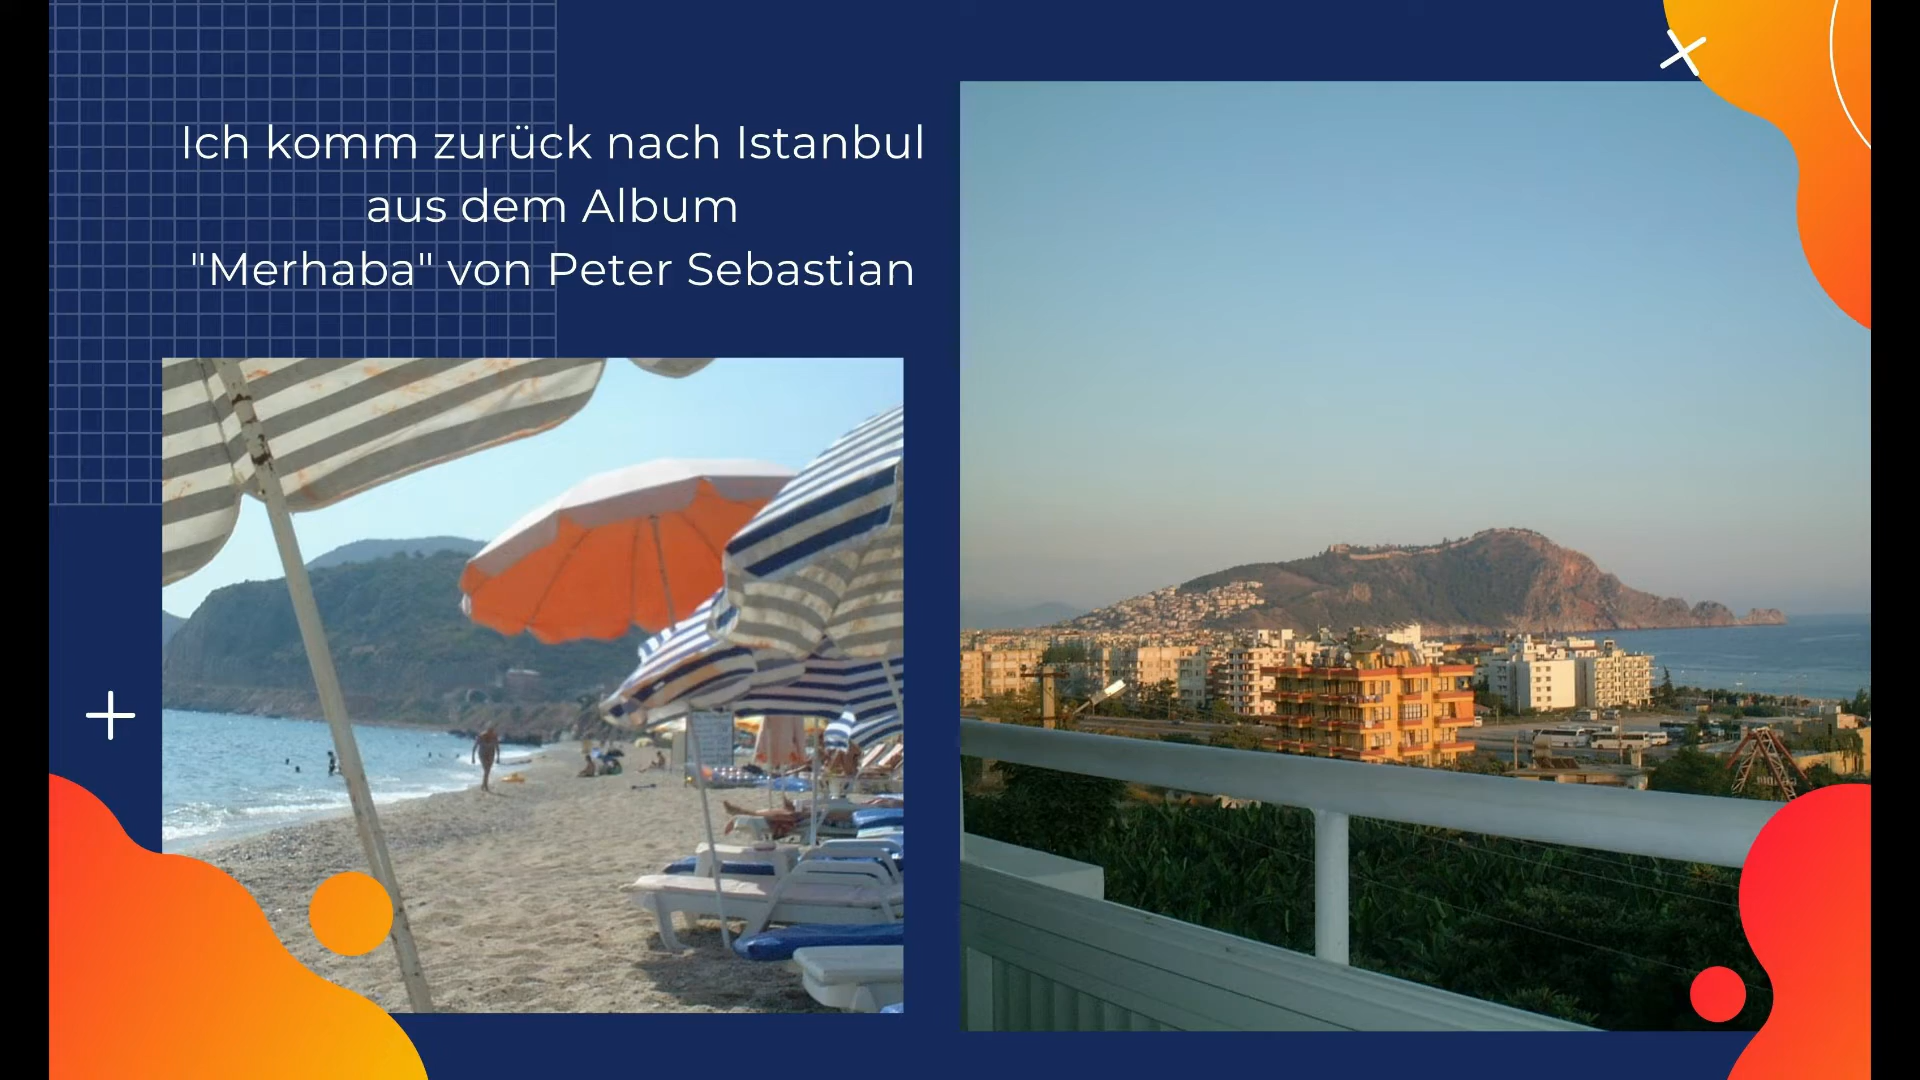 Ich komm zurück nach Istanbul
aus dem Album
"Merhaba" von Peter Sebastian